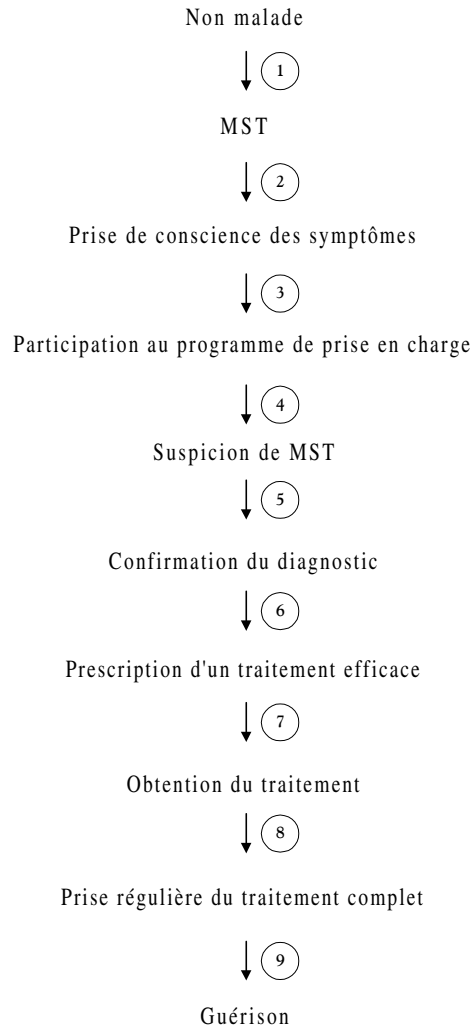 Non malade
1
MST
2
Prise de conscience des symptômes
3
Participation au programme de prise en charge
4
Suspicion de MST
5
Confirmation du diagnostic
6
Prescription d'un traitement efficace
7
Obtention du traitement
8
Prise régulière du traitement complet
9
Guérison